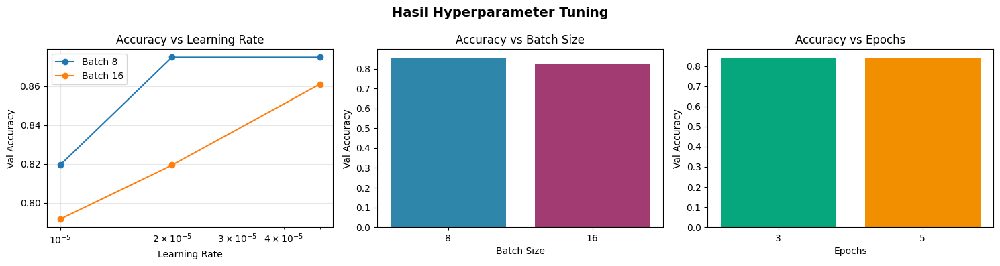 Hasil Hyperparameter Tuning
Accuracy vs Learning Rate
Batch 8
Batch 16
Val Accuracy
0.86
0.84
0.82
0.80
10⁻⁵
2 × 10⁻⁵
3 × 10⁻⁵
4 × 10⁻⁵
Learning Rate
Accuracy vs Batch Size
Val Accuracy
0.8
0.7
0.6
0.5
0.4
0.3
0.2
0.1
0.0
8
16
Batch Size
Accuracy vs Epochs
Val Accuracy
0.8
0.7
0.6
0.5
0.4
0.3
0.2
0.1
0.0
3
5
Epochs